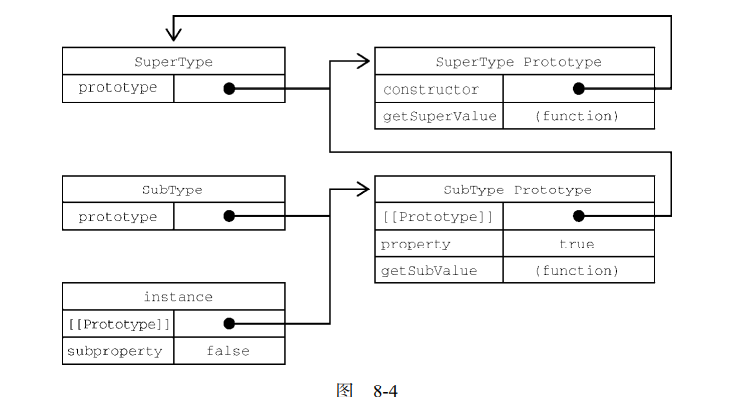 SuperType
prototype
SuperType Prototype
constructor
getSuperValue (function)
SubType
prototype
SubType Prototype
[[Prototype]]
property true
getSubValue (function)
instance
[[Prototype]]
subproperty false
图 8-4